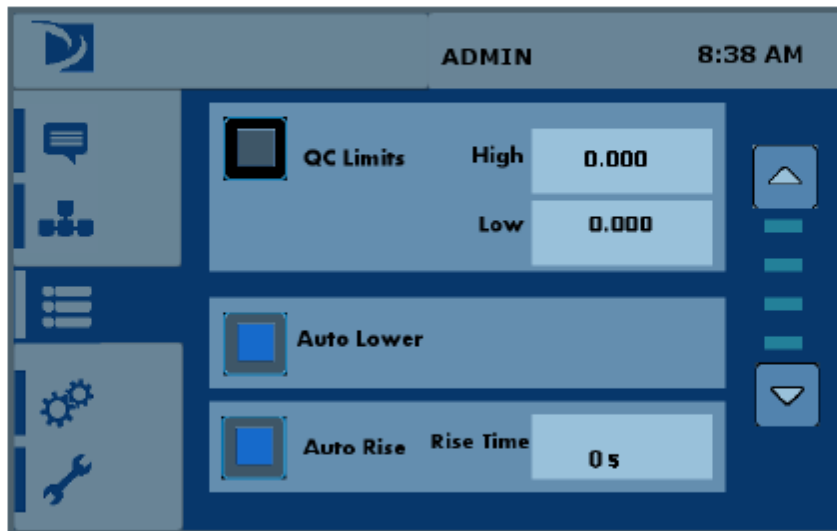 ADMIN 8:38 AM
QC Limits High 0.000
Low 0.000
Auto Lower
Auto Rise Rise Time 0 s